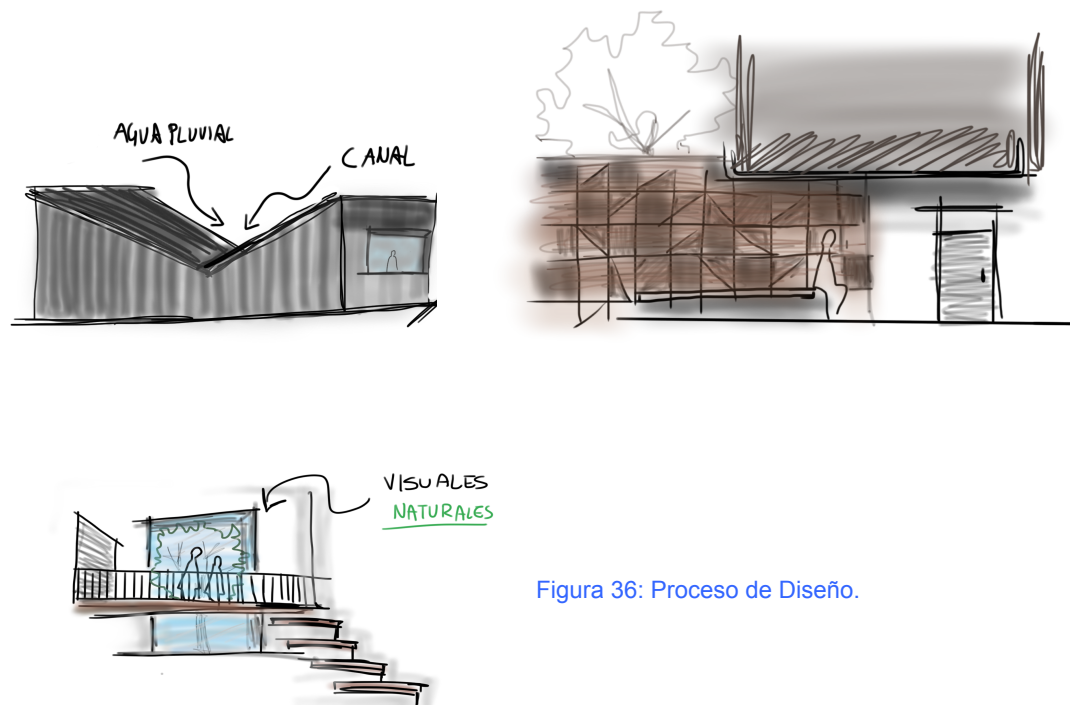 AGUA PLUVIAL
CANAL
VISUALES
NATURALES
Figura 36: Proceso de Diseño.